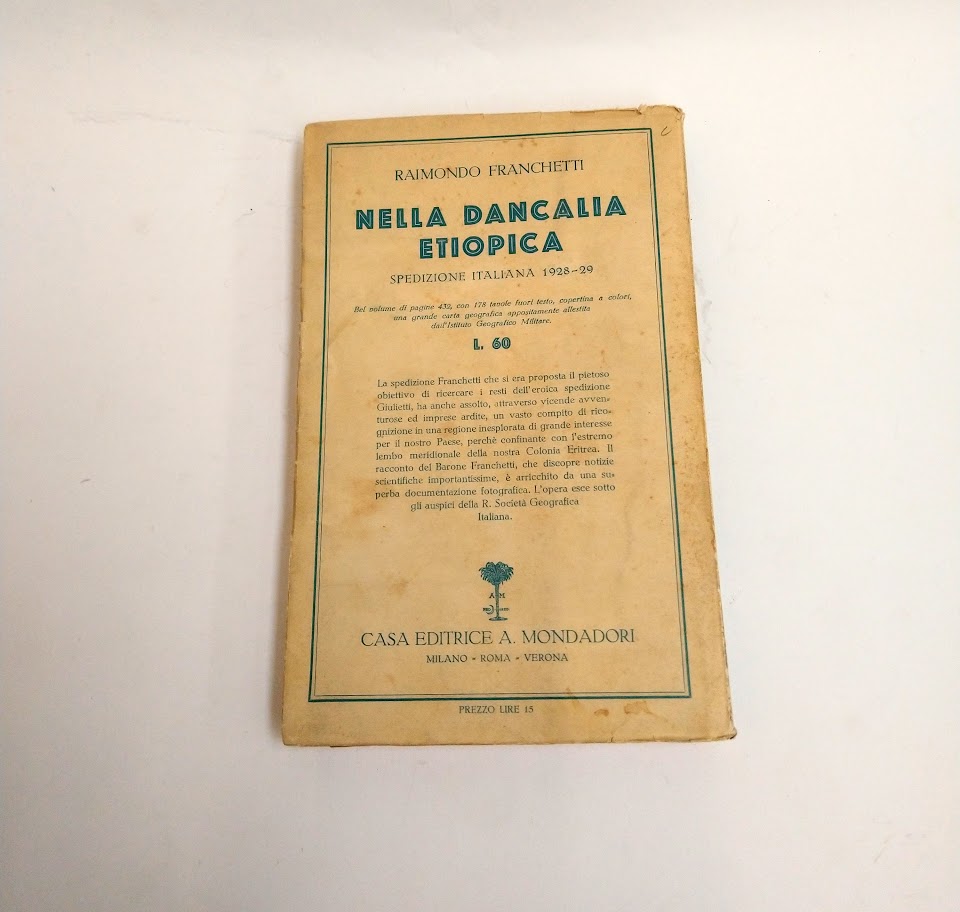 RAIMONDO FRANCHETTI
NELLA DANCALIA
ETIOPICA
SPEDIZIONE ITALIANA 1928-29
Bel volume di pagine 432, con 178 tavole fuori testo, copertina a colori,
una grande carta geografica appositamente allestita
dall'Istituto Geografico Militare.
L. 60
La spedizione Franchetti che si era proposta il pietoso
obiettivo di ricercare i resti dell'eroica spedizione
Giulietti, ha anche assolto, attraverso vicende avven-
turose ed imprese ardite, un vasto compito di rico-
gnizione in una regione inesplorata di grande interesse
per il nostro Paese, perchè confinante con l'estremo
lembo meridionale della nostra Colonia Eritrea. Il
racconto del Barone Franchetti, che discopre notizie
scientifiche importantissime, è arricchito da una su-
perba documentazione fotografica. L'opera esce sotto
gli auspici della R. Società Geografica
Italiana.
A M
CASA EDITRICE A. MONDADORI
MILANO - ROMA - VERONA
PREZZO LIRE 15